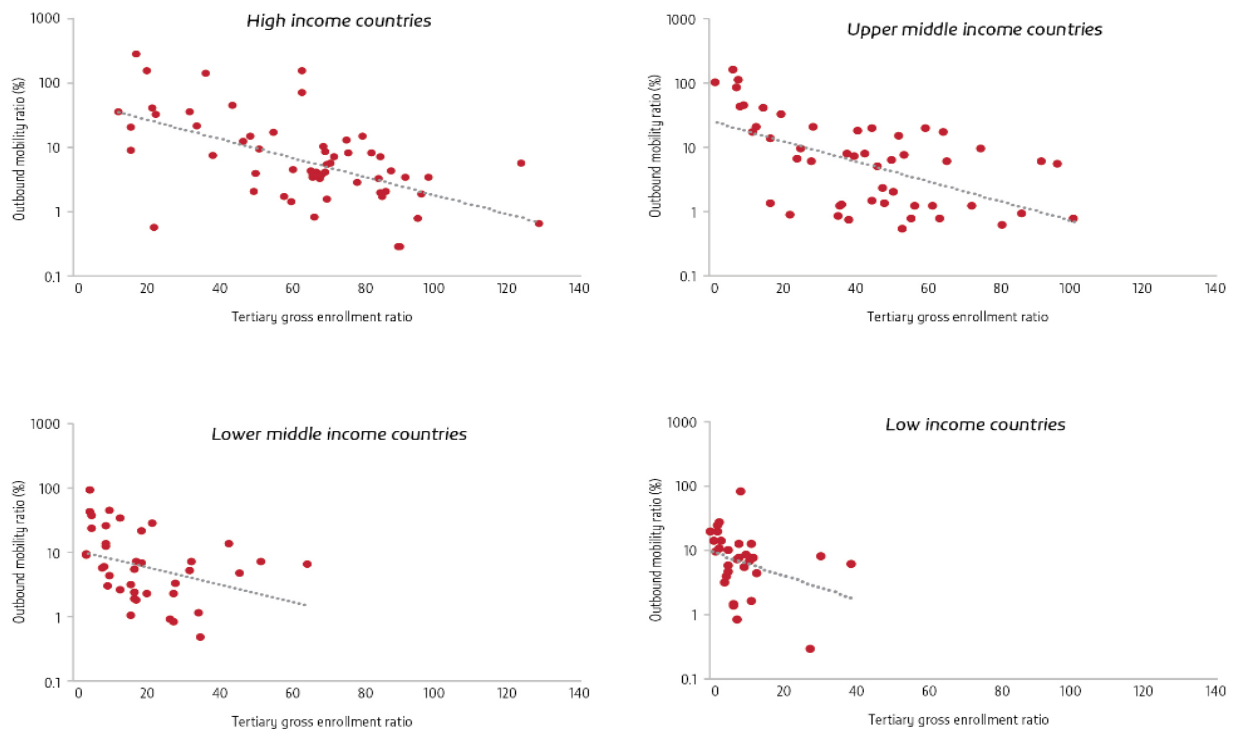 High income countries
1000
100
10
1
0.1
Outbound mobility ratio (%)
0 20 40 60 80 100 120 140
Tertiary gross enrollment ratio
Upper middle income countries
1000
100
10
1
0.1
Outbound mobility ratio (%)
0 20 40 60 80 100 120 140
Tertiary gross enrollment ratio
Lower middle income countries
1000
100
10
1
0.1
Outbound mobility ratio (%)
0 20 40 60 80 100 120 140
Tertiary gross enrollment ratio
Low income countries
1000
100
10
1
0.1
Outbound mobility ratio (%)
0 20 40 60 80 100 120 140
Tertiary gross enrollment ratio